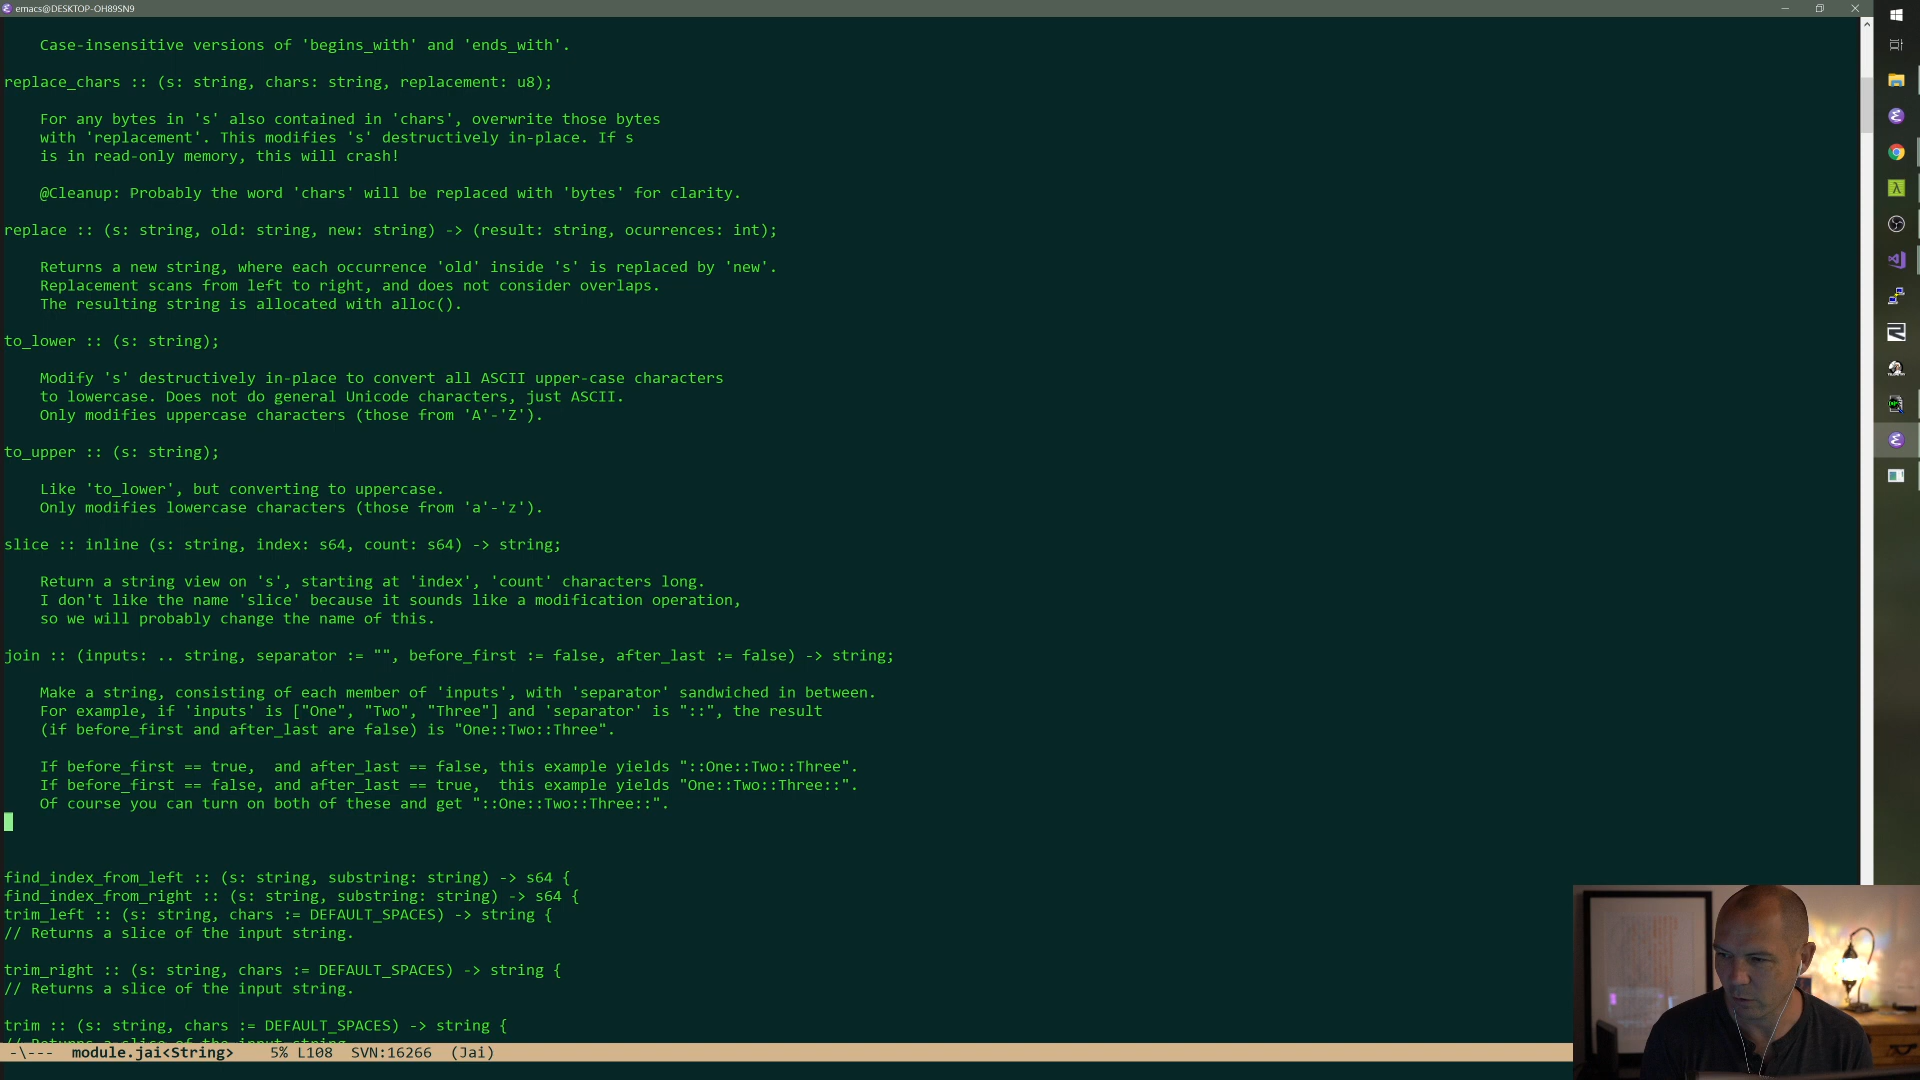 emacs@DESKTOP-OH89SN9
    Case-insensitive versions of 'begins_with' and 'ends_with'.
replace_chars :: (s: string, chars: string, replacement: u8);
    For any bytes in 's' also contained in 'chars', overwrite those bytes
    with 'replacement'. This modifies 's' destructively in-place. If s
    is in read-only memory, this will crash!
    @Cleanup: Probably the word 'chars' will be replaced with 'bytes' for clarity.
replace :: (s: string, old: string, new: string) -> (result: string, ocurrences: int);
    Returns a new string, where each occurrence 'old' inside 's' is replaced by 'new'.
    Replacement scans from left to right, and does not consider overlaps.
    The resulting string is allocated with alloc().
to_lower :: (s: string);
    Modify 's' destructively in-place to convert all ASCII upper-case characters
    to lowercase. Does not do general Unicode characters, just ASCII.
    Only modifies uppercase characters (those from 'A'-'Z').
to_upper :: (s: string);
    Like 'to_lower', but converting to uppercase.
    Only modifies lowercase characters (those from 'a'-'z').
slice :: inline (s: string, index: s64, count: s64) -> string;
    Return a string view on 's', starting at 'index', 'count' characters long.
    I don't like the name 'slice' because it sounds like a modification operation,
    so we will probably change the name of this.
join :: (inputs: .. string, separator := "", before_first := false, after_last := false) -> string;
    Make a string, consisting of each member of 'inputs', with 'separator' sandwiched in between.
    For example, if 'inputs' is ["One", "Two", "Three"] and 'separator' is "::", the result
    (if before_first and after_last are false) is "One::Two::Three".
    If before_first == true,  and after_last == false, this example yields "::One::Two::Three".
    If before_first == false, and after_last == true,  this example yields "One::Two::Three::".
    Of course you can turn on both of these and get "::One::Two::Three::".
find_index_from_left :: (s: string, substring: string) -> s64 {
find_index_from_right :: (s: string, substring: string) -> s64 {
trim_left :: (s: string, chars := DEFAULT_SPACES) -> string {
// Returns a slice of the input string.
trim_right :: (s: string, chars := DEFAULT_SPACES) -> string {
// Returns a slice of the input string.
trim :: (s: string, chars := DEFAULT_SPACES) -> string {
// Returns a slice of the input string.
-\---  module.jai<String>    5% L108  SVN:16266  (Jai)